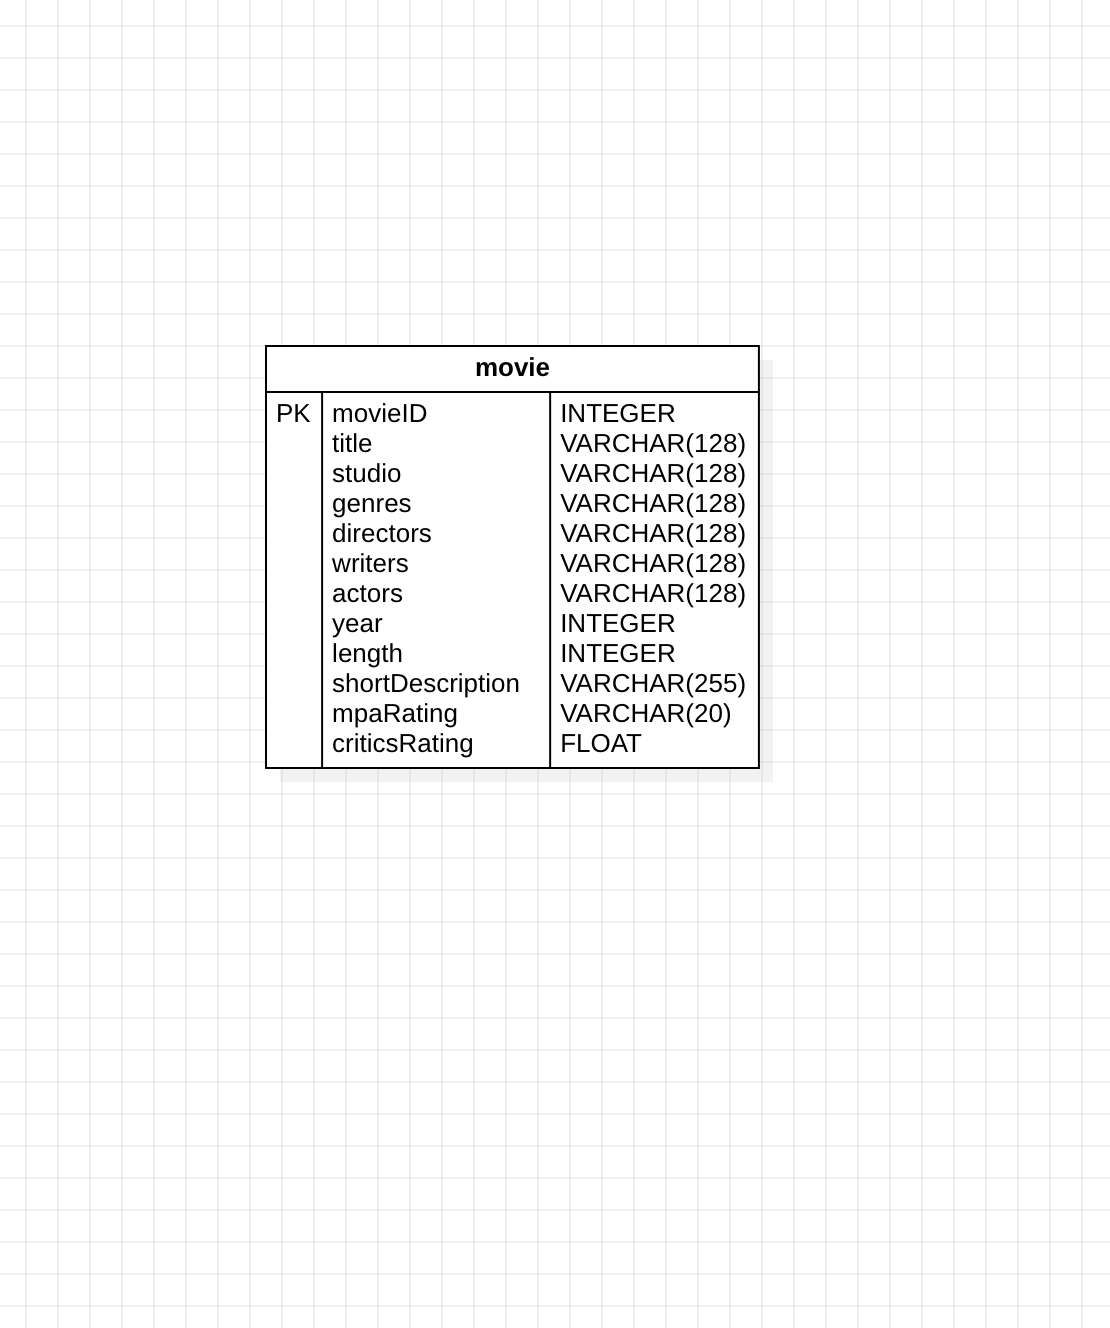 movie
PK movieID INTEGER
title VARCHAR(128)
studio VARCHAR(128)
genres VARCHAR(128)
directors VARCHAR(128)
writers VARCHAR(128)
actors VARCHAR(128)
year INTEGER
length INTEGER
shortDescription VARCHAR(255)
mpaRating VARCHAR(20)
criticsRating FLOAT